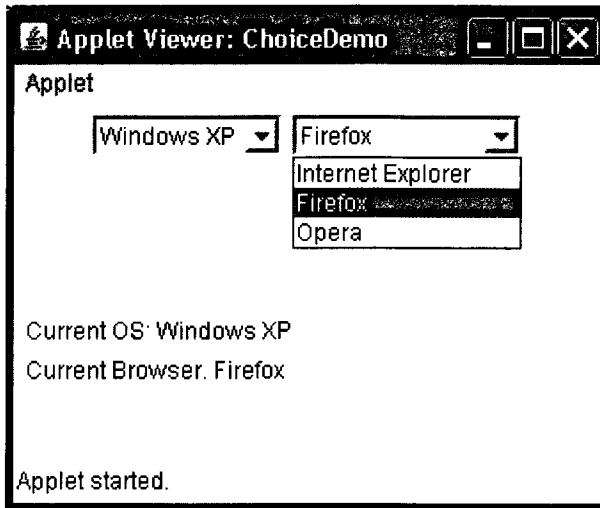 Applet Viewer: ChoiceDemo
Applet
Windows XP Firefox
Internet Explorer
Firefox
Opera
Current OS: Windows XP
Current Browser. Firefox
Applet started.